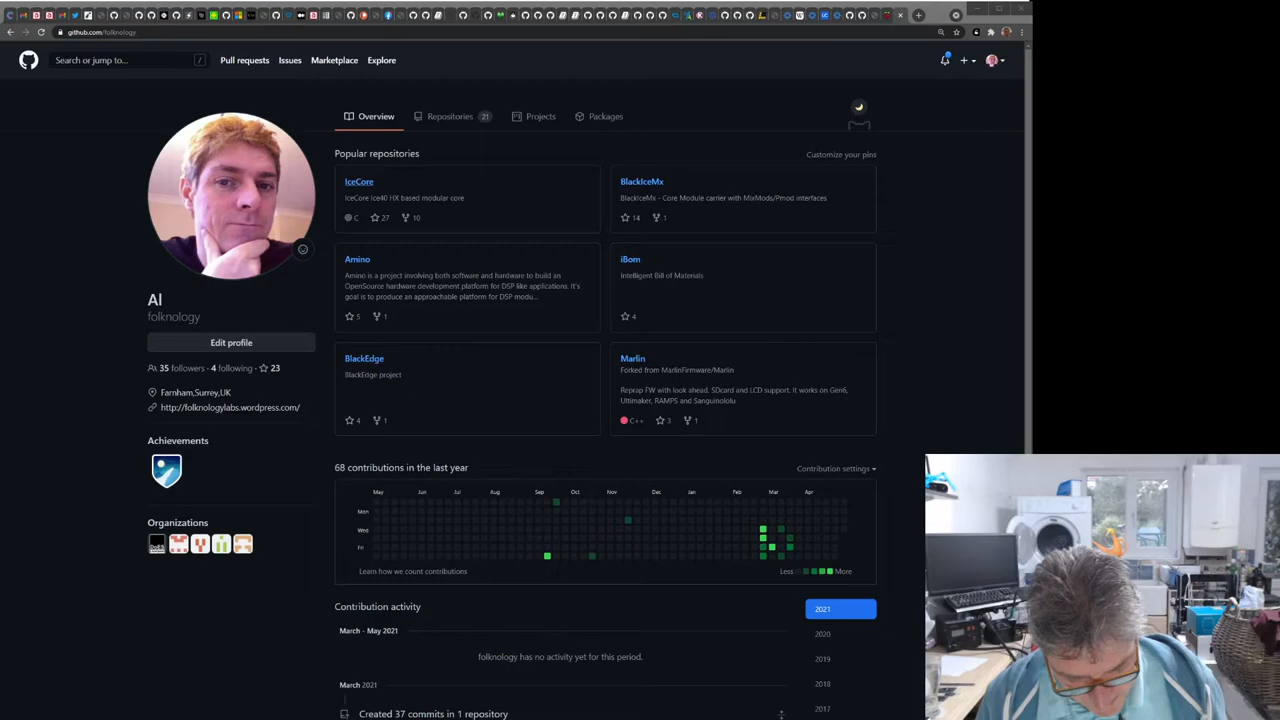 github.com/folknology
Search or jump to... /
Pull requests
Issues
Marketplace
Explore
Overview
Repositories 21
Projects
Packages
Popular repositories
Customize your pins
IceCore
IceCore Ice40 HX based modular core
C 27 10
BlackIceMx
BlackIceMx - Core Module carrier with MixMods/Pmod interfaces
14 1
Amino
Amino is a project involving both software and hardware to build an
OpenSource hardware development platform for DSP like applications. It's
goal is to produce an approachable platform for DSP modu...
5 1
iBom
Intelligent Bill of Materials
4
BlackEdge
BlackEdge project
4 1
Marlin
Forked from MarlinFirmware/Marlin
Reprap FW with look ahead. SDcard and LCD support. It works on Gen6,
Ultimaker, RAMPS and Sanguinololu
C++ 3 1
Al
folknology
Edit profile
35 followers · 4 following · 23
Farnham,Surrey,UK
http://folknologylabs.wordpress.com/
Achievements
Organizations
68 contributions in the last year
Contribution settings
May Jun Jul Aug Sep Oct Nov Dec Jan Feb Mar Apr
Mon
Wed
Fri
Learn how we count contributions
Less More
Contribution activity
2021
2020
2019
2018
2017
March - May 2021
folknology has no activity yet for this period.
March 2021
Created 37 commits in 1 repository